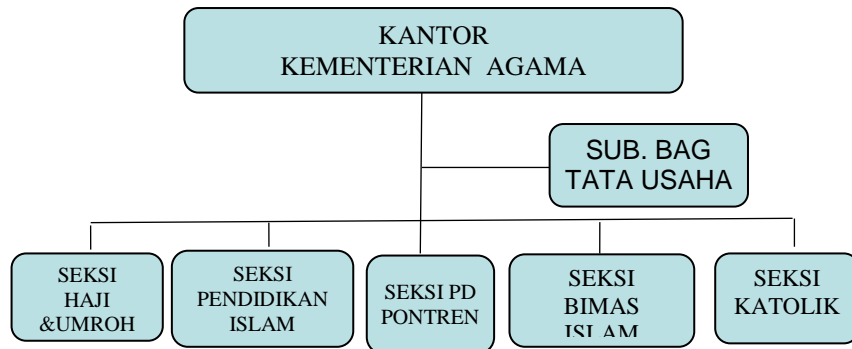 KANTOR
KEMENTERIAN AGAMA
SUB. BAG
TATA USAHA
SEKSI
HAJI
&UMROH
SEKSI
PENDIDIKAN
ISLAM
SEKSI PD
PONTREN
SEKSI
BIMAS
ISLAM
SEKSI
KATOLIK